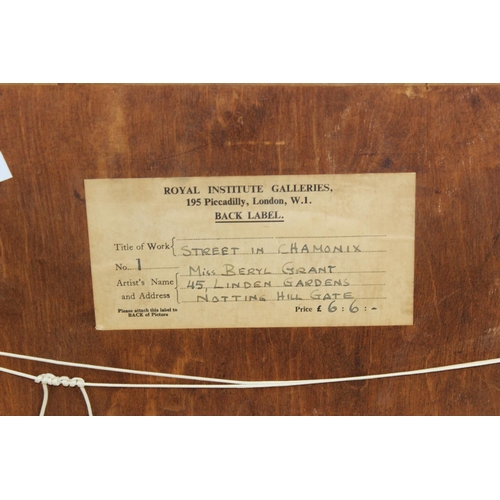 ROYAL INSTITUTE GALLERIES,
195 Piccadilly, London, W.1.
BACK LABEL.
Title of Work { STREET IN CHAMONIX
No. 1
Artist's Name and Address { MISS BERYL GRANT
45, LINDEN GARDENS
NOTTING HILL GATE
Please attach this label to
BACK of Picture
Price £ 6 : 6 : -